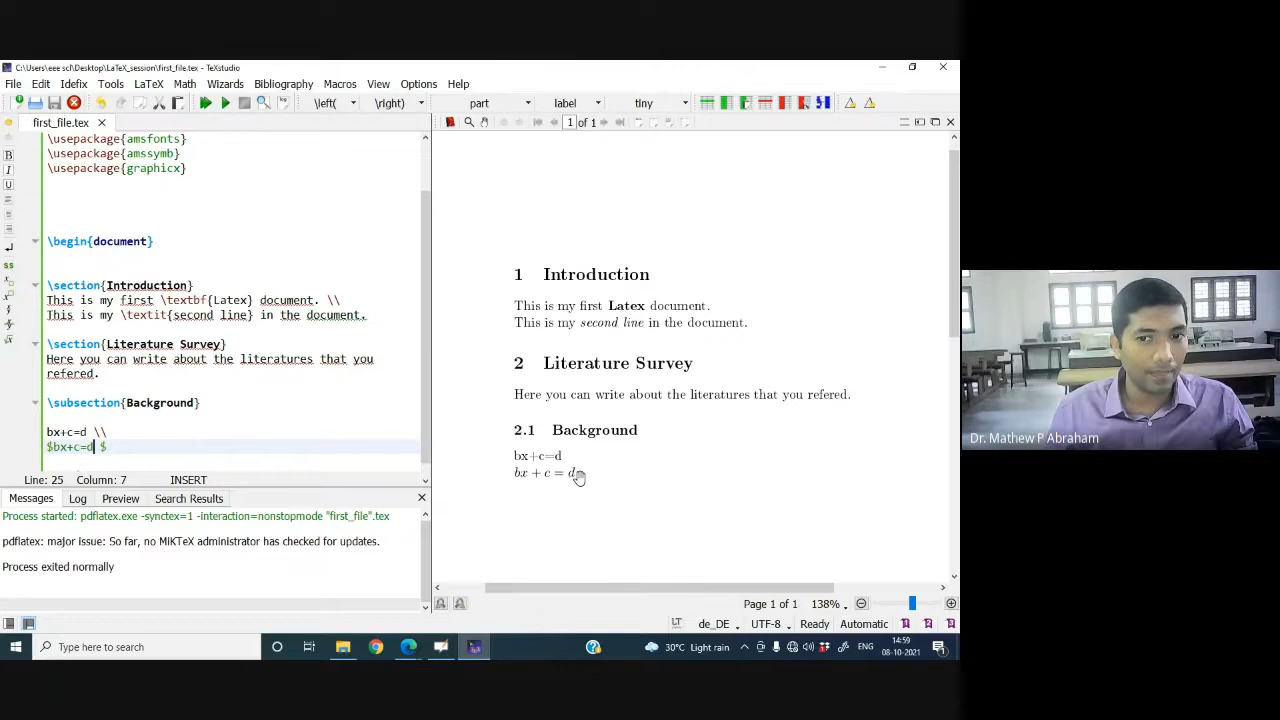 C:\Users\eee scl\Desktop\LaTeX_session\first_file.tex - TeXstudio
File Edit Idefix Tools LaTeX Math Wizards Bibliography Macros View Options Help
\left( \right) part label tiny
first_file.tex
1 of 1
\usepackage{amsfonts}
\usepackage{amssymb}
\usepackage{graphicx}
\begin{document}
\section{Introduction}
This is my first \textbf{Latex} document. \\
This is my \textit{second line} in the document.
\section{Literature Survey}
Here you can write about the literatures that you
refered.
\subsection{Background}
bx+c=d \\
$bx+c=d $
Line: 25 Column: 7 INSERT
Messages Log Preview Search Results
Process started: pdflatex.exe -synctex=1 -interaction=nonstopmode "first_file".tex
pdflatex: major issue: So far, no MiKTeX administrator has checked for updates.
Process exited normally
1 Introduction
This is my first Latex document.
This is my second line in the document.
2 Literature Survey
Here you can write about the literatures that you refered.
2.1 Background
bx+c=d
bx + c = d
Page 1 of 1 138%
LT de_DE UTF-8 Ready Automatic
Type here to search
30°C Light rain
ENG
14:59
08-10-2021
1
Dr. Mathew P Abraham